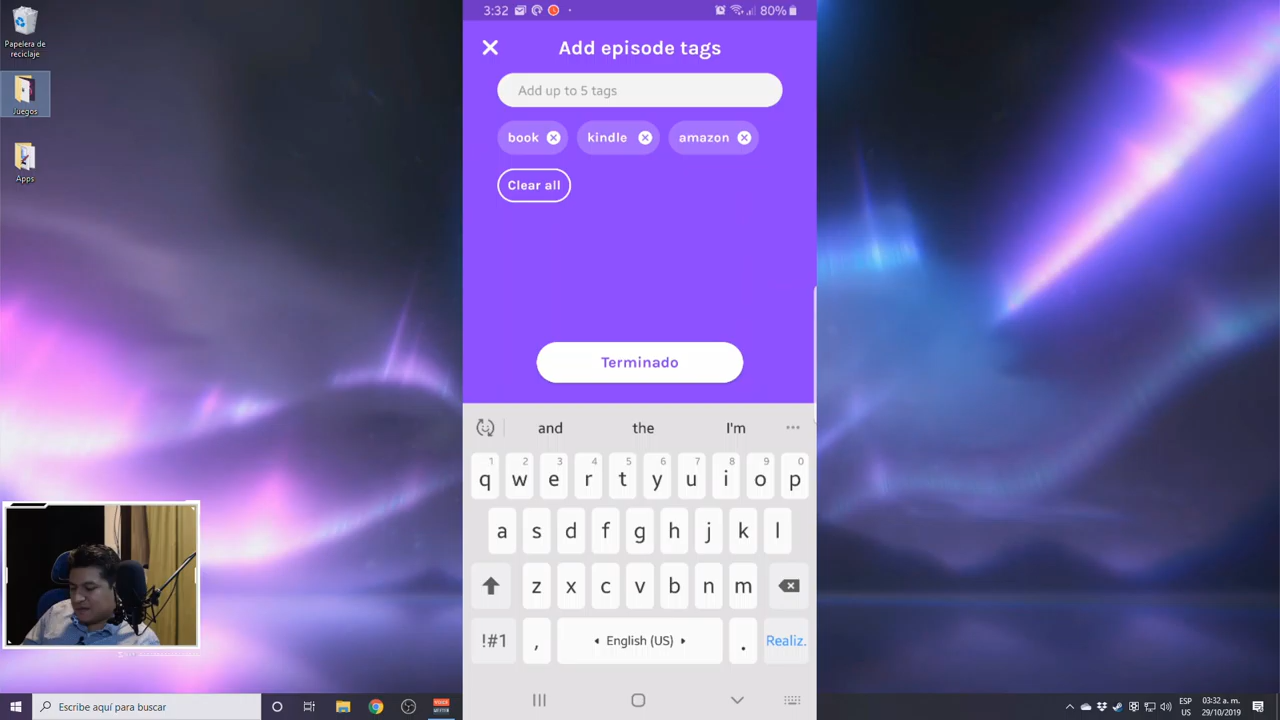 Papelera de
reciclaje
Juegos
Apps
3:32
80%
Add episode tags
Add up to 5 tags
book
kindle
amazon
Clear all
Terminado
and the I'm
1 2 3 4 5 6 7 8 9 0
q w e r t y u i o p
a s d f g h j k l
z x c v b n m
!#1 , English (US) . Realiz.
Escribe aquí para buscar
VOICE
ESP
US
03:32 a. m.
29/10/2019